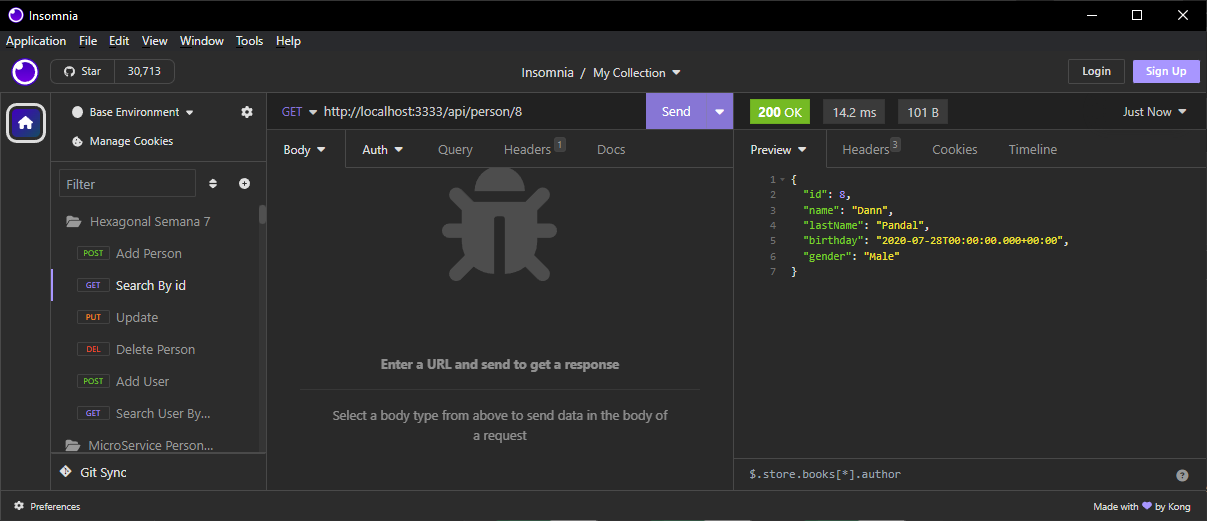 Insomnia
Application File Edit View Window Tools Help
Star 30,713
Insomnia / My Collection
Login Sign Up
Base Environment
Manage Cookies
Filter
Hexagonal Semana 7
POST Add Person
GET Search By id
PUT Update
DEL Delete Person
POST Add User
GET Search User By...
MicroService Person...
Git Sync
GET http://localhost:3333/api/person/8 Send
Body Auth Query Headers 1 Docs
Enter a URL and send to get a response
Select a body type from above to send data in the body of
a request
200 OK 14.2 ms 101 B Just Now
Preview Headers 3 Cookies Timeline
1 {
2 "id": 8,
3 "name": "Dann",
4 "lastName": "Pandal",
5 "birthday": "2020-07-28T00:00:00.000+00:00",
6 "gender": "Male"
7 }
$.store.books[*].author ?
Preferences
Made with 💜 by Kong